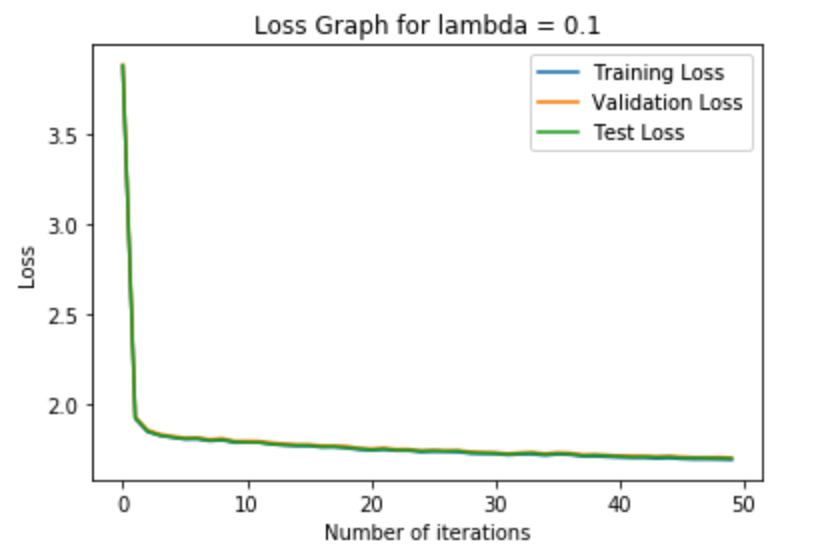 Loss Graph for lambda = 0.1
Training Loss
Validation Loss
Test Loss
3.5
3.0
2.5
2.0
Loss
0 10 20 30 40 50
Number of iterations